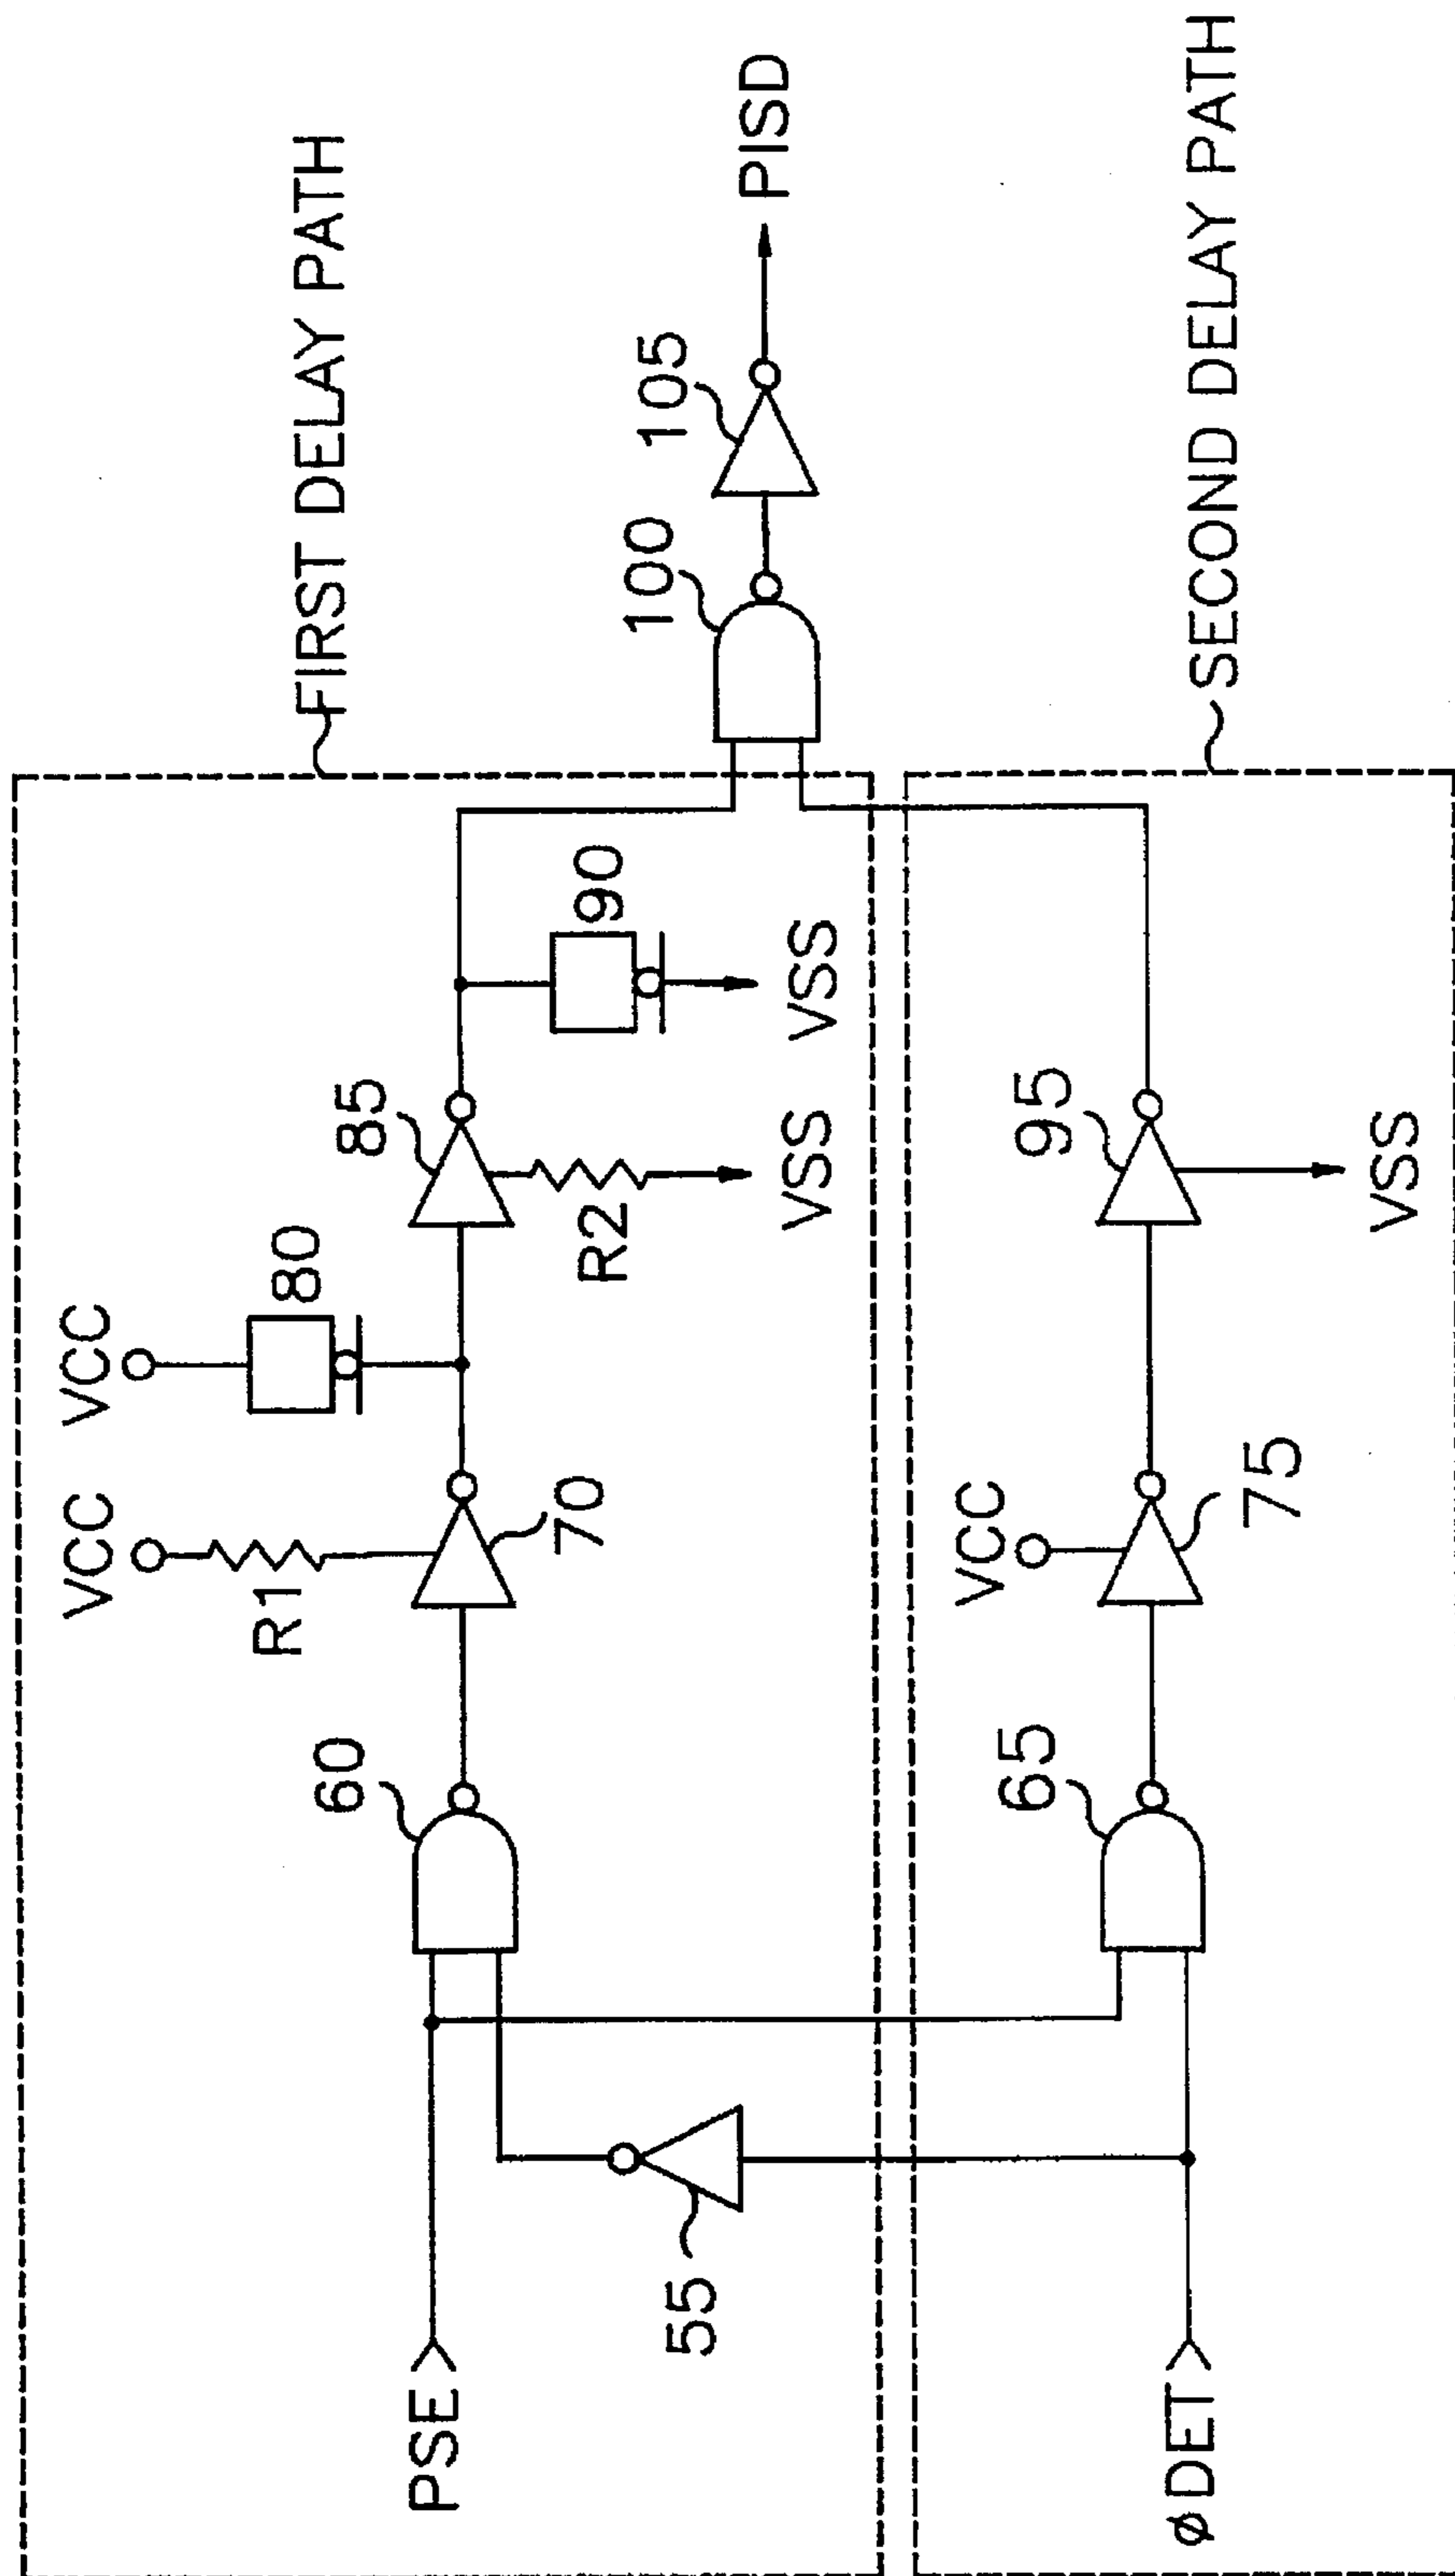 FIRST DELAY PATH
VCC
VCC
80
R1
60
70
85
R2
VSS
90
VSS
PSE
55
100
105
PISD
SECOND DELAY PATH
øDET
65
VCC
75
95
VSS